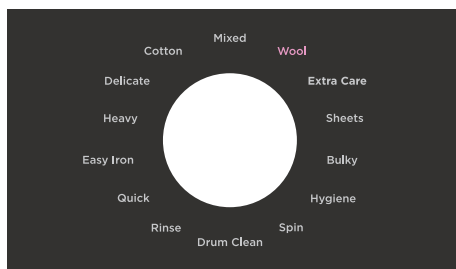 Mixed
Cotton
Wool
Delicate
Extra Care
Heavy
Sheets
Easy Iron
Bulky
Quick
Hygiene
Rinse
Spin
Drum Clean